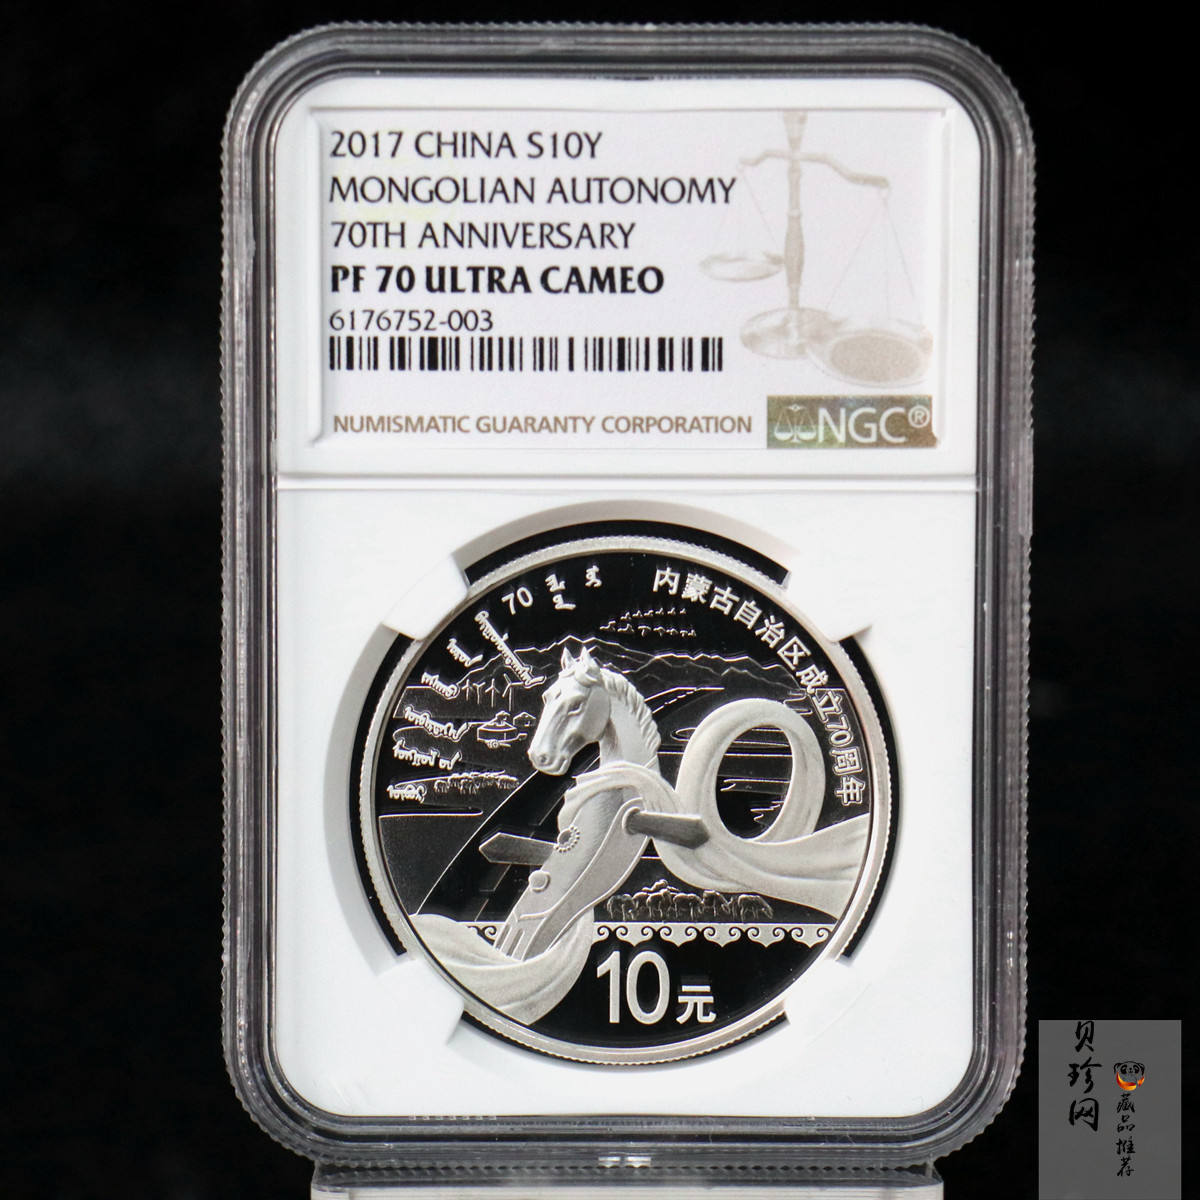 2017 CHINA S10Y
MONGOLIAN AUTONOMY
70TH ANNIVERSARY
PF 70 ULTRA CAMEO
6176752-003
NUMISMATIC GUARANTY CORPORATION
NGC®
70
内蒙古自治区成立70周年
10元
贝珍网
藏品推荐